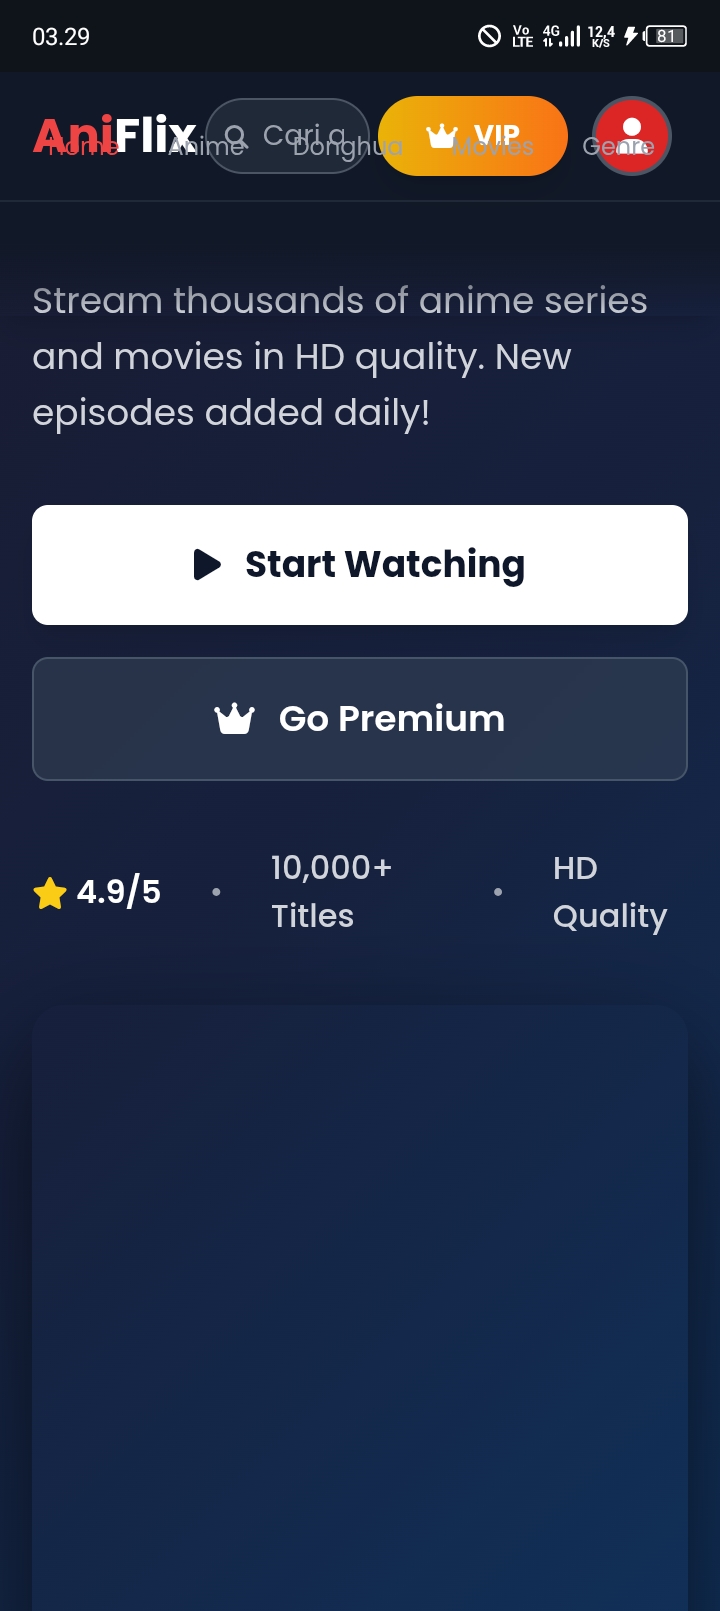 03.29
Vo
LTE
4G
12,4
K/S
81
AniFlix
Cari a
VIP
Home Anime Donghua Movies Genre
Stream thousands of anime series
and movies in HD quality. New
episodes added daily!
Start Watching
Go Premium
4.9/5 • 10,000+ Titles • HD Quality